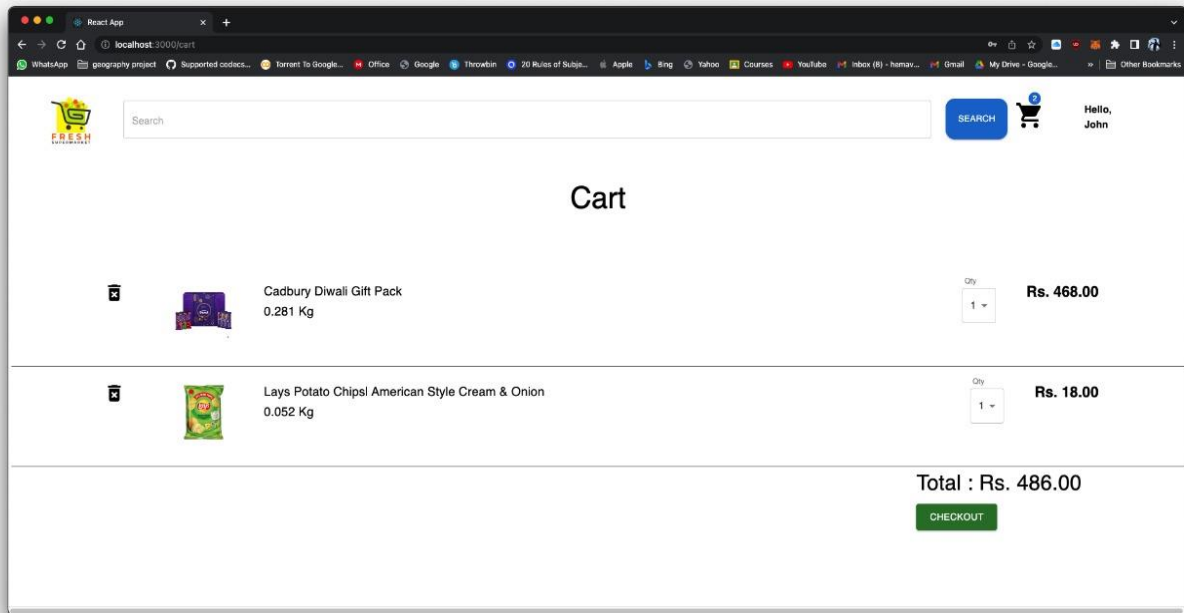 React App
localhost:3000/cart
WhatsApp geography project Supported codecs... Torrent To Google... Office Google Throwbin 20 Rules of Subje... Apple Bing Yahoo Courses YouTube Inbox (8) - hemav... Gmail My Drive - Google... » Other Bookmarks
FRESH
SUPERMARKET
Search
SEARCH
2
Hello,
John
Cart
Cadbury Diwali Gift Pack
0.281 Kg
Qty
1
Rs. 468.00
Lays Potato Chips| American Style Cream & Onion
0.052 Kg
Qty
1
Rs. 18.00
Total : Rs. 486.00
CHECKOUT